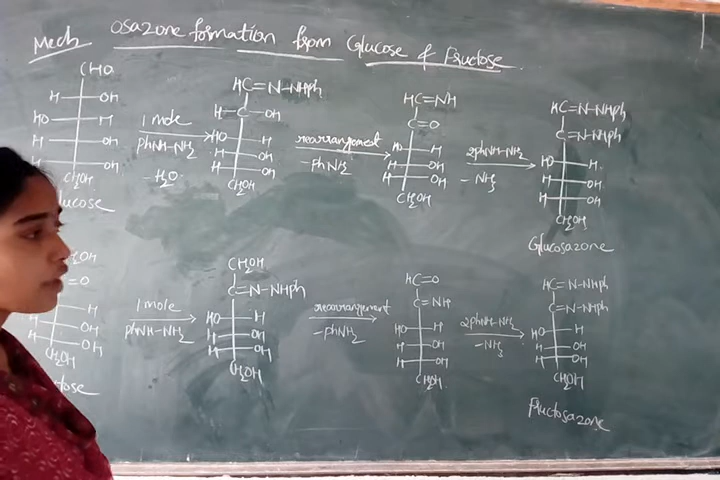 Mech Osazone formation from Glucose & Fructose
CHO
H OH
HO H
H OH
H OH
CH2OH
lucose
1 mole
phNH-NH2
-H2O
HC=N-NHph
H-C-OH
HO H
H OH
H OH
CH2OH
rearrangement
-phNH2
HC=NH
C=O
HO H
H OH
H OH
CH2OH
2phNH-NH2
-NH3
HC=N-NHph
C=N-NHph
HO H
H OH
H OH
CH2OH
Glucosazone
2OH
=O
H
H OH
H OH
CH2OH
tose
1 mole
phNH-NH2
CH2OH
C=N-NHph
HO H
H OH
H OH
CH2OH
rearrangement
-phNH2
HC=O
C=NH
HO H
H OH
H OH
CH2OH
2phNH-NH2
-NH3
HC=N-NHph
C=N-NHph
HO H
H OH
H OH
CH2OH
Fructosazone